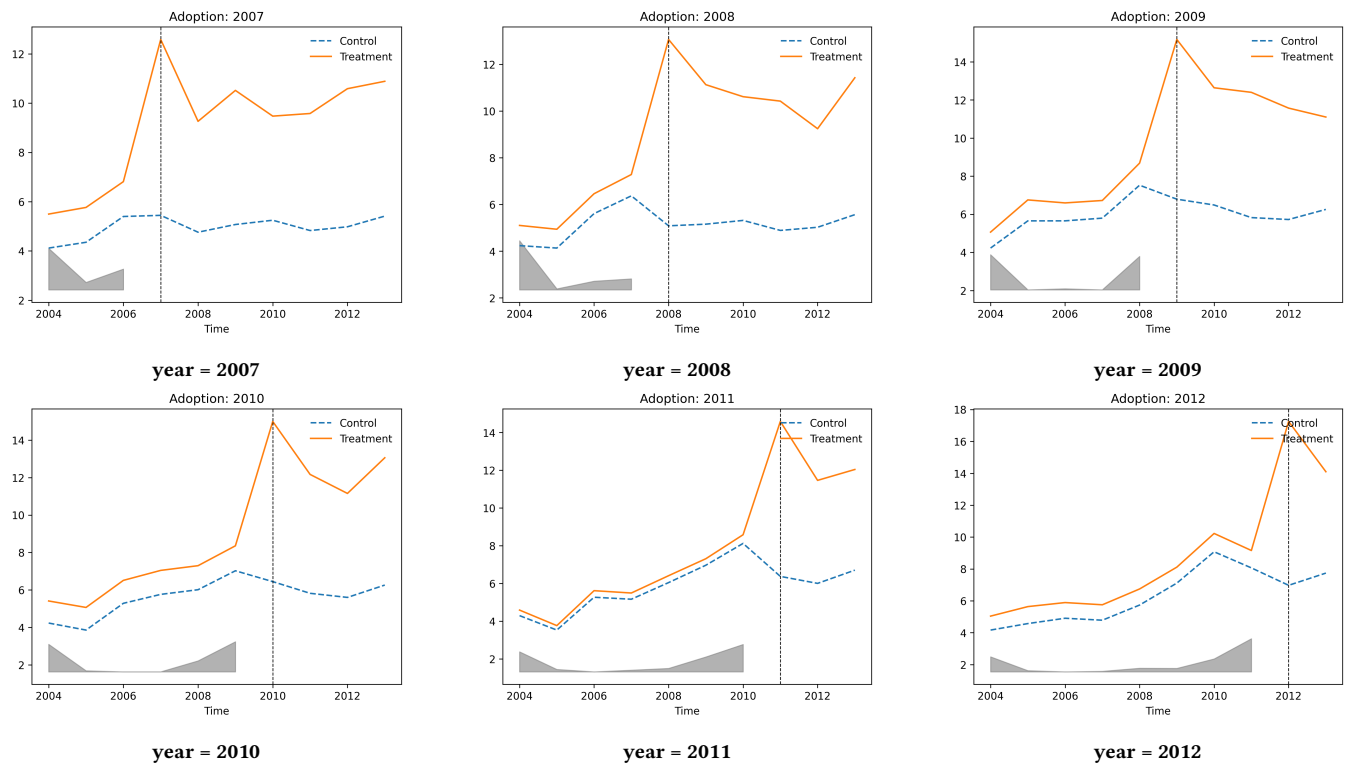 Adoption: 2007
12
10
8
6
4
2
Control
Treatment
2004 2006 2008 2010 2012
Time
year = 2007
Adoption: 2008
12
10
8
6
4
2
Control
Treatment
2004 2006 2008 2010 2012
Time
year = 2008
Adoption: 2009
14
12
10
8
6
4
2
Control
Treatment
2004 2006 2008 2010 2012
Time
year = 2009
Adoption: 2010
14
12
10
8
6
4
2
Control
Treatment
2004 2006 2008 2010 2012
Time
year = 2010
Adoption: 2011
14
12
10
8
6
4
2
Control
Treatment
2004 2006 2008 2010 2012
Time
year = 2011
Adoption: 2012
18
16
14
12
10
8
6
4
2
Control
Treatment
2004 2006 2008 2010 2012
Time
year = 2012